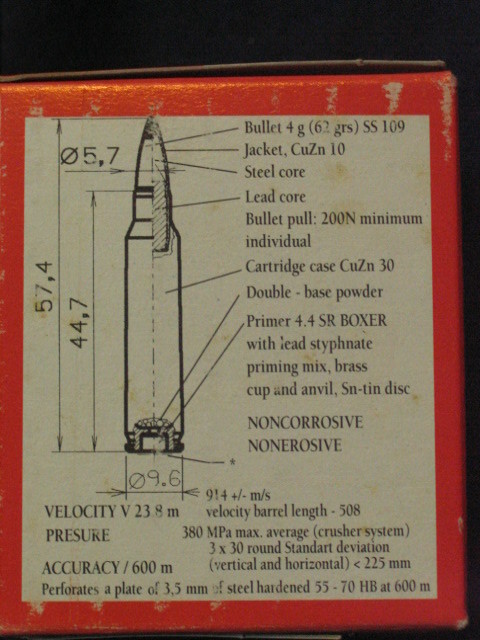 Bullet 4 g (62 grs) SS 109
Ø5,7
Jacket, CuZn 10
Steel core
Lead core
Bullet pull: 200N minimum
individual
57,4
44,7
Cartridge case CuZn 30
Double - base powder
Primer 4.4 SR BOXER
with lead styphnate
priming mix, brass
cup and anvil, Sn-tin disc
NONCORROSIVE
NONEROSIVE
*
Ø9.6
914 +/- m/s
VELOCITY V 23.8 m velocity barrel length - 508
PRESURE 380 MPa max. average (crusher system)
3 x 30 round Standart deviation
ACCURACY / 600 m (vertical and horizontal) < 225 mm
Perforates a plate of 3,5 mm of steel hardened 55 - 70 HB at 600 m